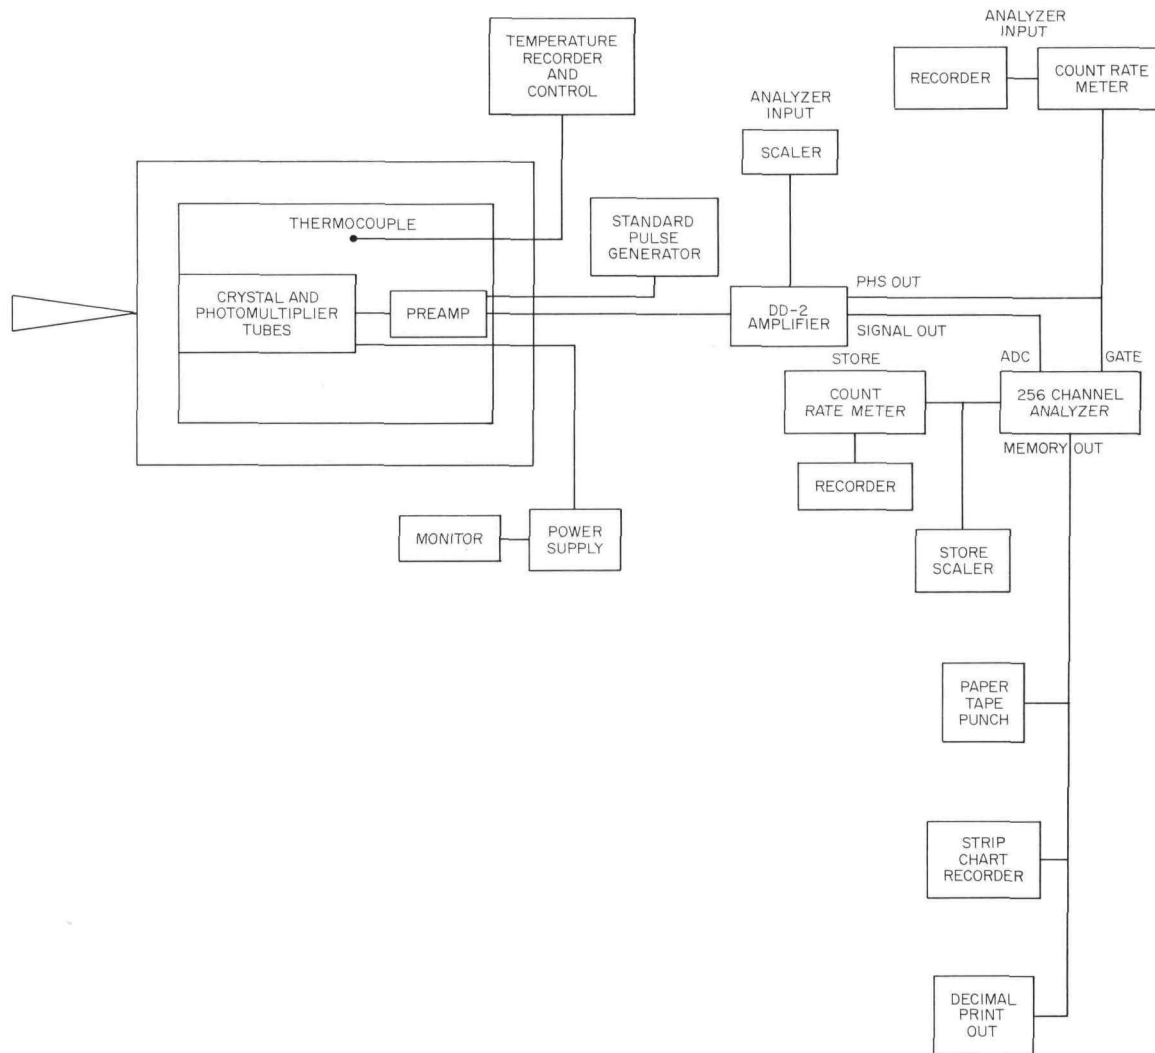 TEMPERATURE
RECORDER
AND
CONTROL
ANALYZER
INPUT
RECORDER
COUNT RATE
METER
ANALYZER
INPUT
SCALER
THERMOCOUPLE
STANDARD
PULSE
GENERATOR
CRYSTAL AND
PHOTOMULTIPLIER
TUBES
PREAMP
DD-2
AMPLIFIER
PHS OUT
SIGNAL OUT
ADC
GATE
STORE
COUNT
RATE METER
256 CHANNEL
ANALYZER
MEMORY OUT
RECORDER
MONITOR
POWER
SUPPLY
STORE
SCALER
PAPER
TAPE
PUNCH
STRIP
CHART
RECORDER
DECIMAL
PRINT
OUT